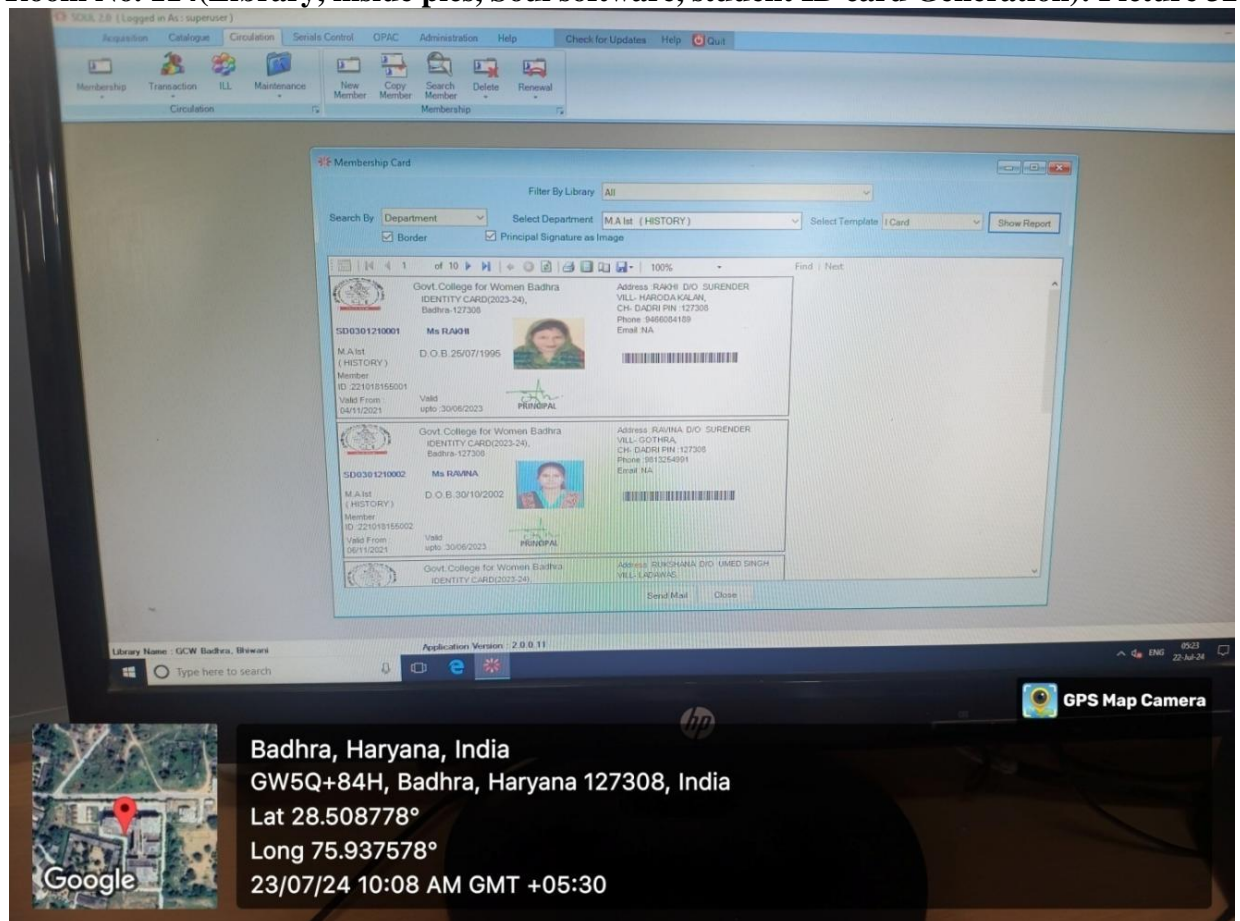 Room No. 114(Library, inside pics, Soul software, student ID card Generation): Picture
SOUL 2.0 (Logged in As : superuser)
Acquisition Catalogue Circulation Serials Control OPAC Administration Help Check for Updates Help Quit
Membership Transaction ILL Maintenance New Member Copy Member Search Member Delete Renewal
Circulation Membership
Membership Card
Filter By Library All
Search By Department Select Department M.A Ist (HISTORY) Select Template I Card Show Report
Border Principal Signature as Image
1 of 10 100% Find | Next
Govt.College for Women Badhra
IDENTITY CARD(2023-24),
Badhra-127308
SD0301210001 Ms RAKHI
M.A Ist
(HISTORY)
D.O.B.25/07/1995
Member
ID :221018155001
Valid From :
04/11/2021
Valid
upto :30/06/2023
PRINCIPAL
Address :RAKHI D/O SURENDER
VILL- HARODA KALAN,
CH- DADRI PIN :127308
Phone :9466084189
Email :NA
Govt.College for Women Badhra
IDENTITY CARD(2023-24),
Badhra-127308
SD0301210002 Ms RAVINA
M.A Ist
(HISTORY)
D.O.B.30/10/2002
Member
ID :221018155002
Valid From :
06/11/2021
Valid
upto :30/06/2023
PRINCIPAL
Address :RAVINA D/O SURENDER
VILL- GOTHRA,
CH- DADRI PIN :127308
Phone :9813254991
Email :NA
Govt.College for Women Badhra
IDENTITY CARD(2023-24),
Address :RUKSHANA D/O UMED SINGH
VILL- LADAWAS,
Send Mail Close
Library Name : GCW Badhra, Bhiwani Application Version : 2.0.0.11
Type here to search
ENG 0523
22-Jul-24
hp
GPS Map Camera
Badhra, Haryana, India
GW5Q+84H, Badhra, Haryana 127308, India
Lat 28.508778°
Long 75.937578°
23/07/24 10:08 AM GMT +05:30
Google